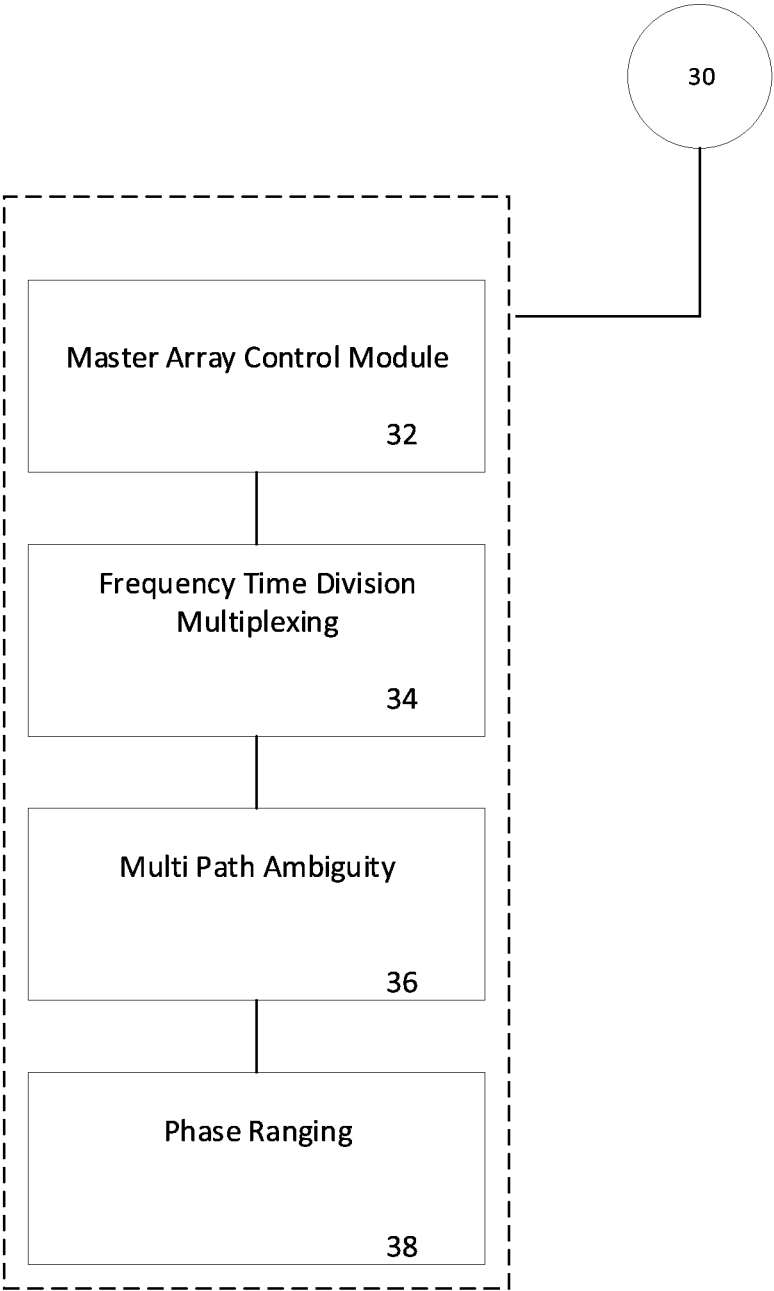 30
Master Array Control Module
32
Frequency Time Division
Multiplexing
34
Multi Path Ambiguity
36
Phase Ranging
38